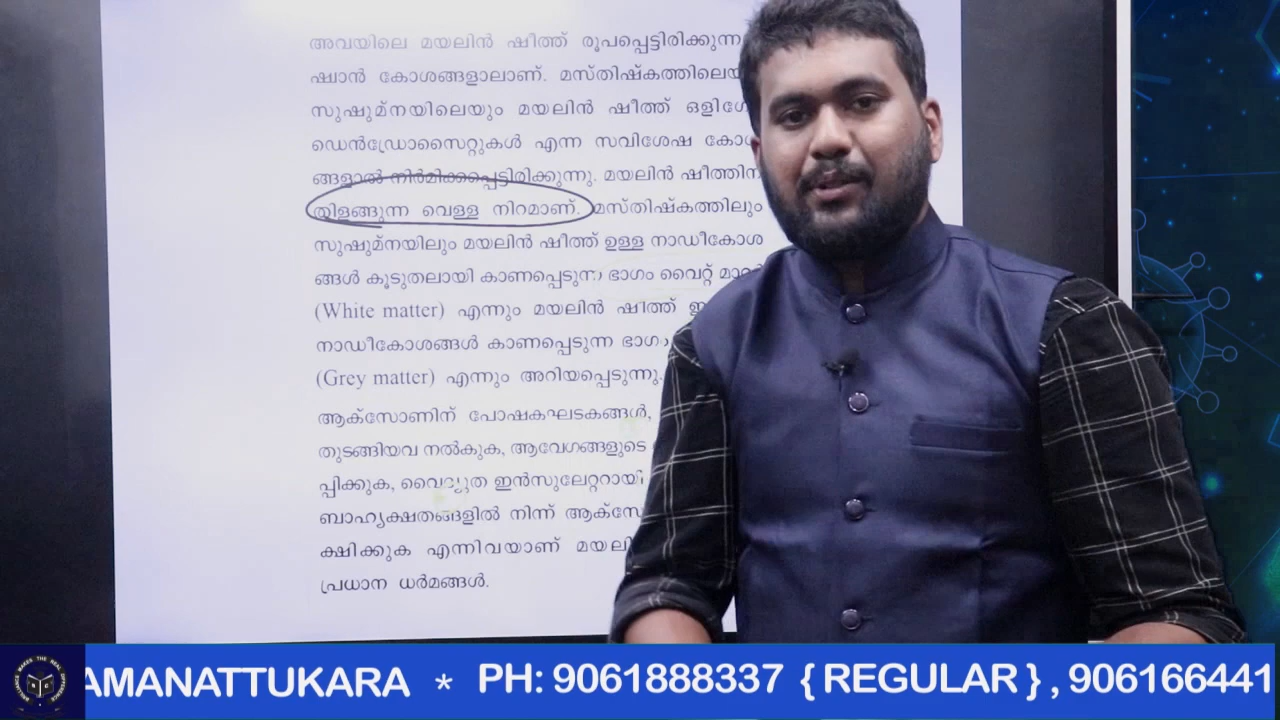 അവയിലെ മയലിൻ ഷീത്ത് രൂപപ്പെട്ടിരിക്കുന്ന
ഷ്വാൻ കോശങ്ങളാലാണ്. മസ്തിഷ്കത്തിലെയ
സുഷുമ്നയിലെയും മയലിൻ ഷീത്ത് ഒളിഗോ
ഡെൻഡ്രോസൈറ്റുകൾ എന്ന സവിശേഷ കോശ
ങ്ങളാൽ നിർമിക്കപ്പെട്ടിരിക്കുന്നു. മയലിൻ ഷീത്തിന്
തിളങ്ങുന്ന വെള്ള നിറമാണ്. മസ്തിഷ്കത്തിലും
സുഷുമ്നയിലും മയലിൻ ഷീത്ത് ഉള്ള നാഡീകോശ
ങ്ങൾ കൂടുതലായി കാണപ്പെടുന്ന ഭാഗം വൈറ്റ് മാറ്റർ
(White matter) എന്നും മയലിൻ ഷീത്ത് ഇ
നാഡീകോശങ്ങൾ കാണപ്പെടുന്ന ഭാഗം
(Grey matter) എന്നും അറിയപ്പെടുന്നു.
ആക്സോണിന് പോഷകഘടകങ്ങൾ,
തുടങ്ങിയവ നൽകുക, ആവേഗങ്ങളുടെ
പ്പിക്കുക, വൈദ്യുത ഇൻസുലേറ്ററായി
ബാഹ്യക്ഷതങ്ങളിൽ നിന്ന് ആക്സോ
ക്ഷിക്കുക എന്നിവയാണ് മയലി
പ്രധാന ധർമങ്ങൾ.
AMANATTUKARA * PH: 9061888337 { REGULAR } , 906166441